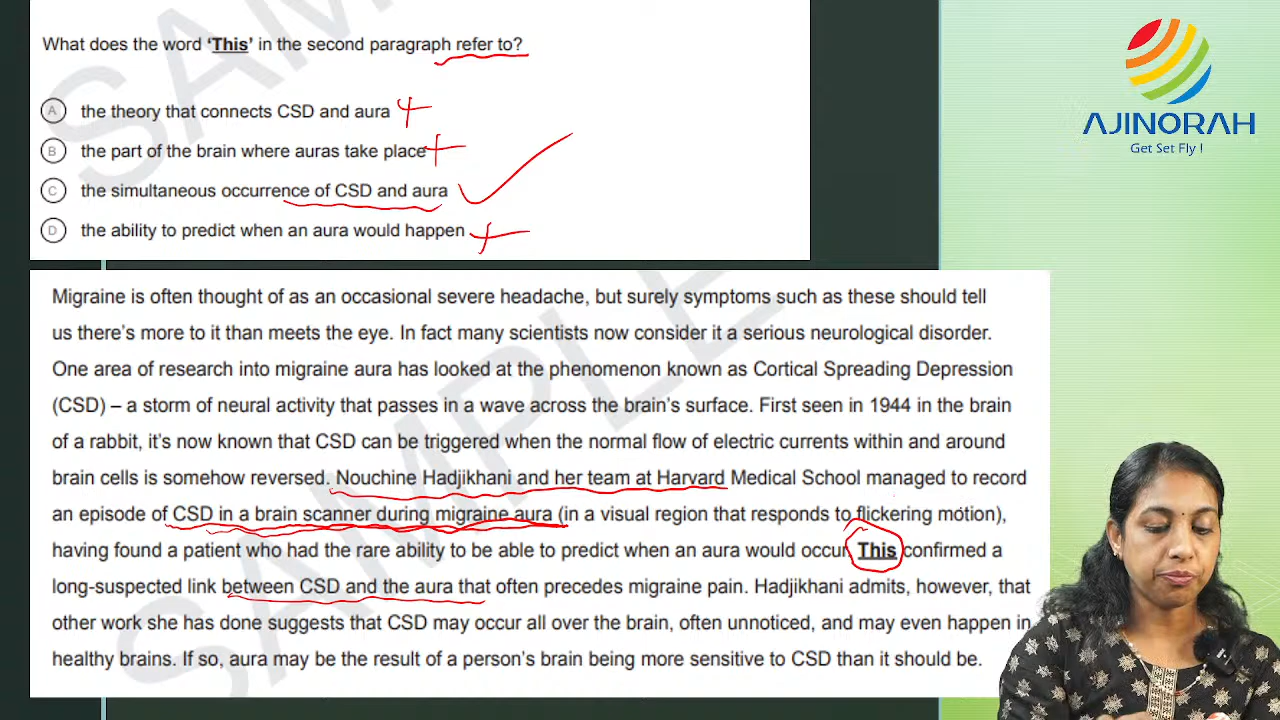 What does the word ‘This’ in the second paragraph refer to?
A the theory that connects CSD and aura
B the part of the brain where auras take place
C the simultaneous occurrence of CSD and aura
D the ability to predict when an aura would happen
AJINORAH
Get Set Fly !
Migraine is often thought of as an occasional severe headache, but surely symptoms such as these should tell
us there’s more to it than meets the eye. In fact many scientists now consider it a serious neurological disorder.
One area of research into migraine aura has looked at the phenomenon known as Cortical Spreading Depression
(CSD) – a storm of neural activity that passes in a wave across the brain’s surface. First seen in 1944 in the brain
of a rabbit, it’s now known that CSD can be triggered when the normal flow of electric currents within and around
brain cells is somehow reversed. Nouchine Hadjikhani and her team at Harvard Medical School managed to record
an episode of CSD in a brain scanner during migraine aura (in a visual region that responds to flickering motion),
having found a patient who had the rare ability to be able to predict when an aura would occur. This confirmed a
long-suspected link between CSD and the aura that often precedes migraine pain. Hadjikhani admits, however, that
other work she has done suggests that CSD may occur all over the brain, often unnoticed, and may even happen in
healthy brains. If so, aura may be the result of a person’s brain being more sensitive to CSD than it should be.
SAMPLE